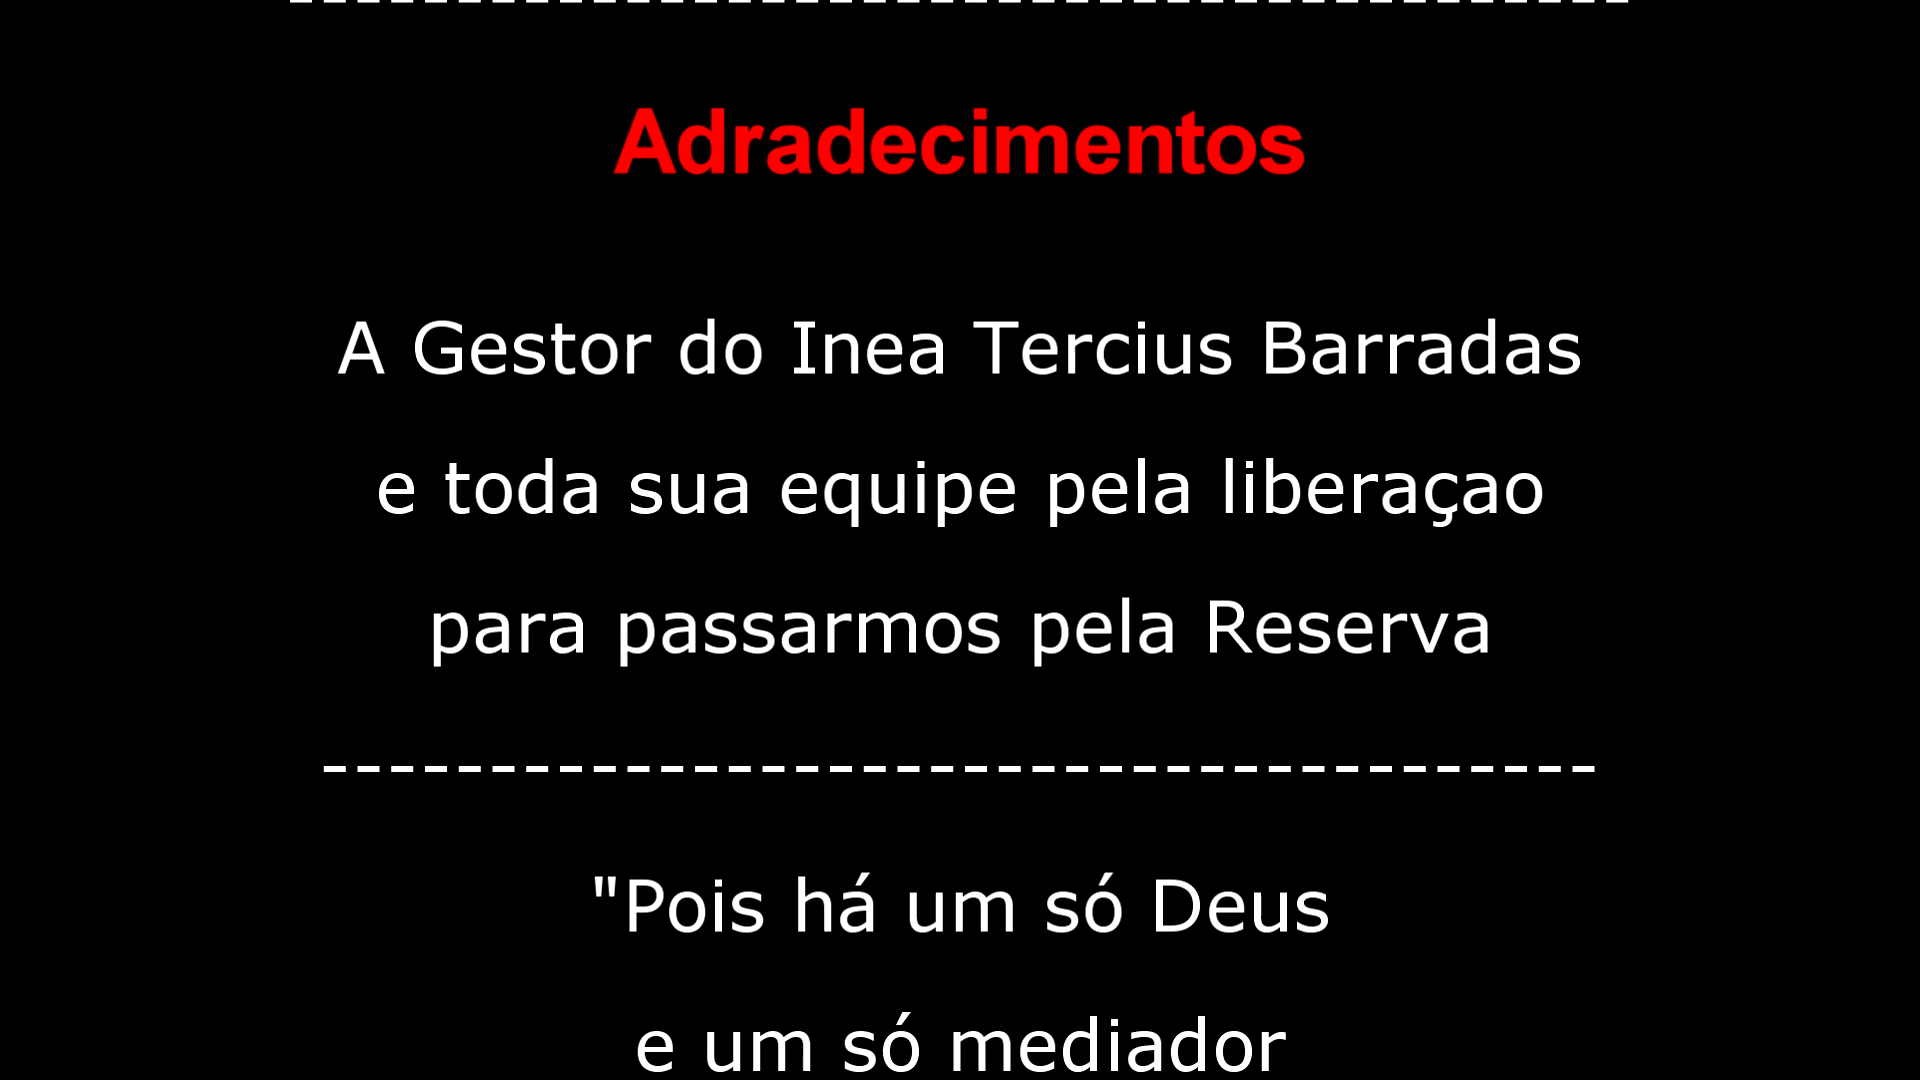 ----------------------------------------
Adradecimentos
A Gestor do Inea Tercius Barradas
e toda sua equipe pela liberaçao
para passarmos pela Reserva
--------------------------------------
"Pois há um só Deus
e um só mediador